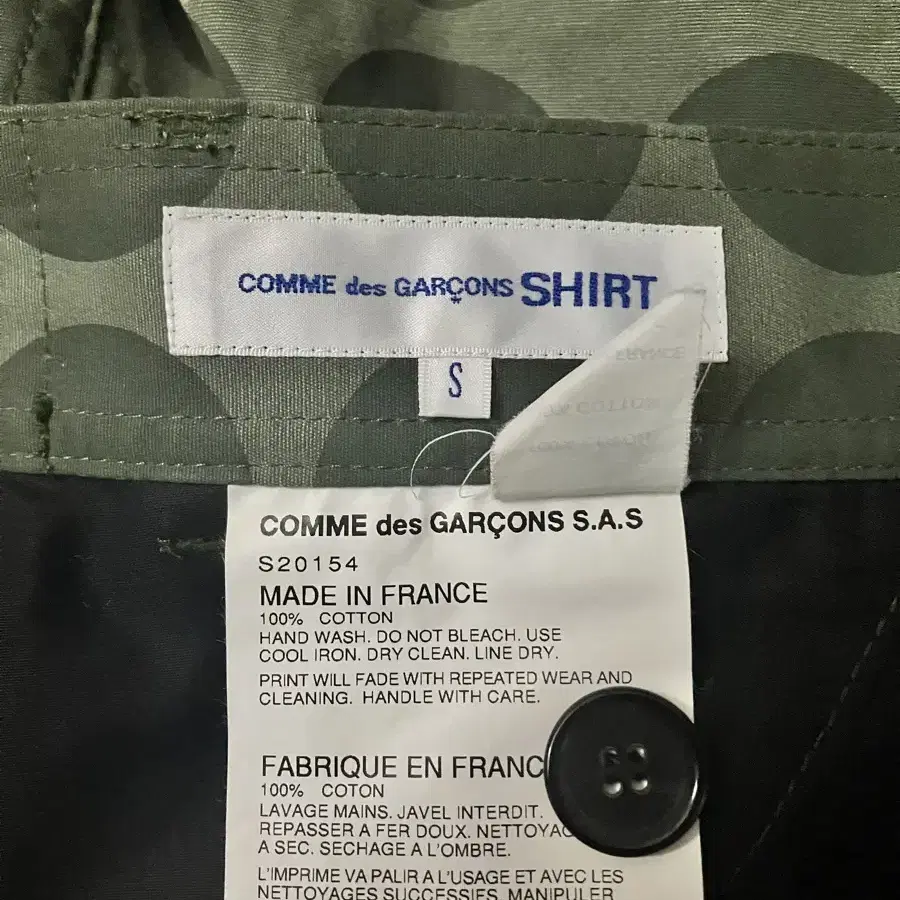 COMME des GARÇONS SHIRT
S
FRANCE
COTTON
COMME des GARÇONS S.A.S
S20154
MADE IN FRANCE
100% COTTON
HAND WASH. DO NOT BLEACH. USE
COOL IRON. DRY CLEAN. LINE DRY.
PRINT WILL FADE WITH REPEATED WEAR AND
CLEANING. HANDLE WITH CARE.
FABRIQUE EN FRANC
100% COTON
LAVAGE MAINS. JAVEL INTERDIT.
REPASSER A FER DOUX. NETTOYAG
A SEC. SECHAGE A L'OMBRE.
L'IMPRIME VA PALIR A L'USAGE ET AVEC LES
NETTOYAGES SUCCESSIFS. MANIPULER